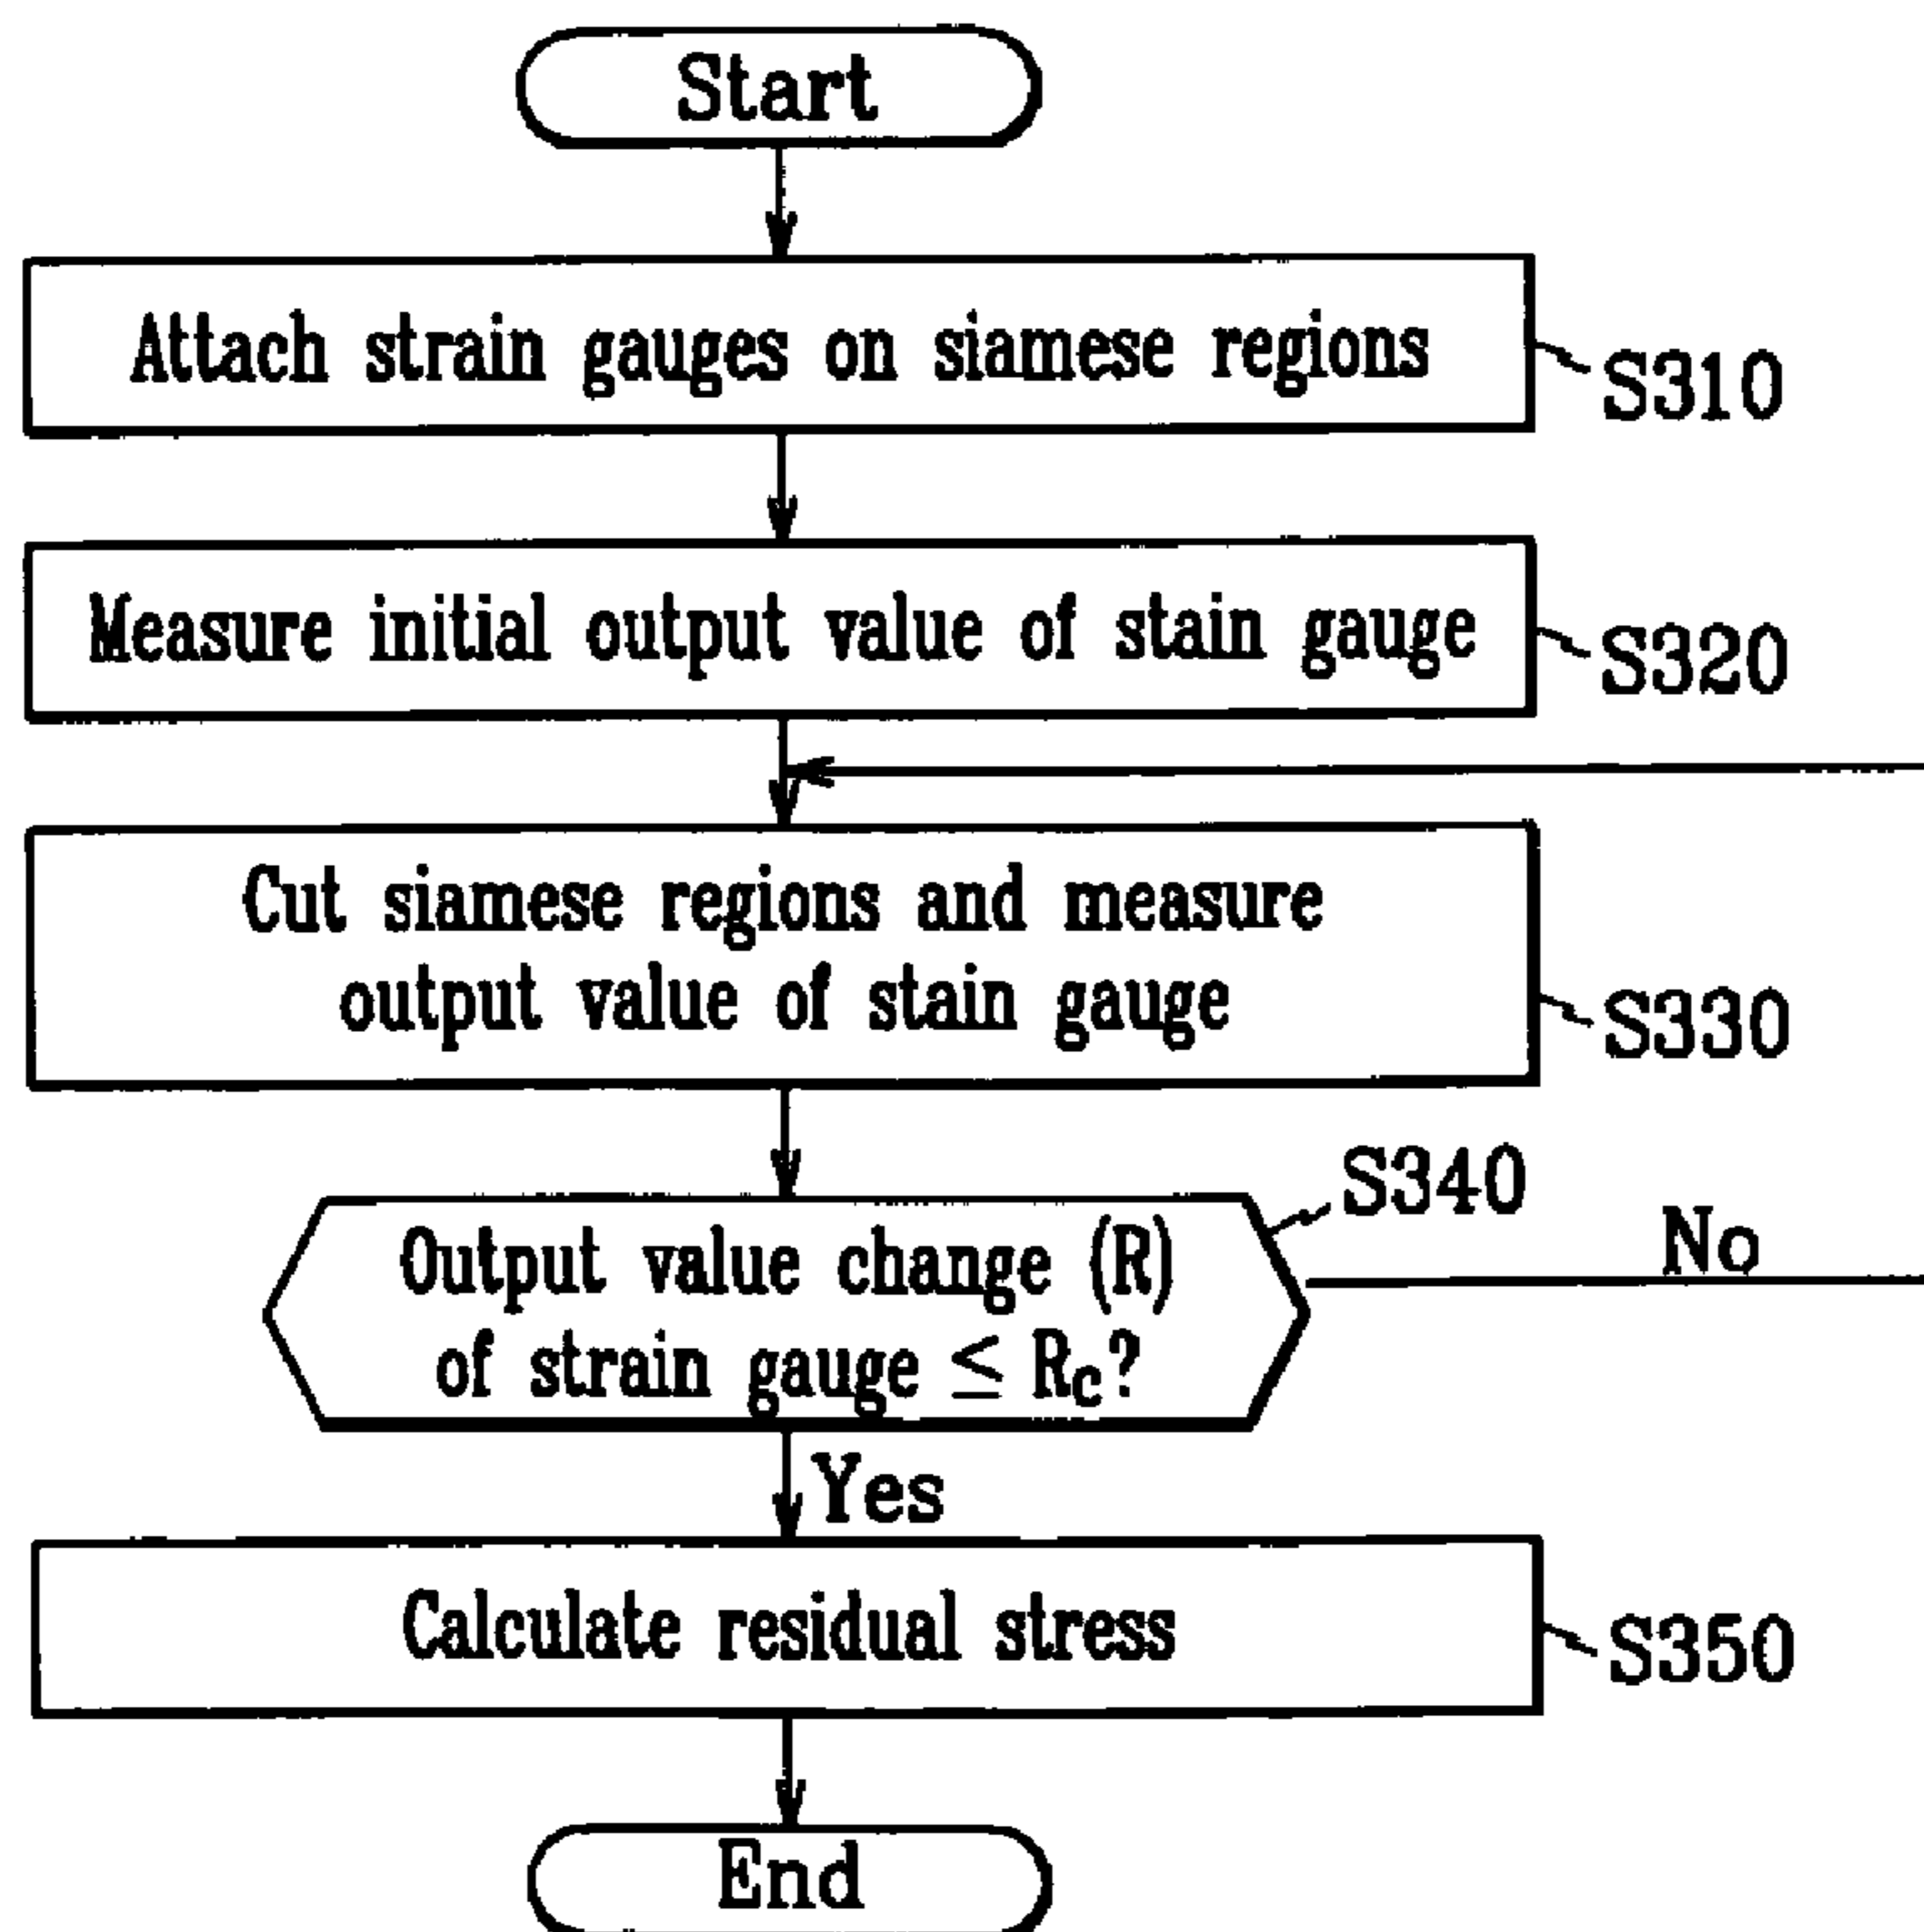 Start
Attach strain gauges on siamese regions
S310
Measure initial output value of stain gauge
S320
Cut siamese regions and measure
output value of stain gauge
S330
S340
Output value change (R)
of strain gauge ≤ Rc?
No
Yes
Calculate residual stress
S350
End